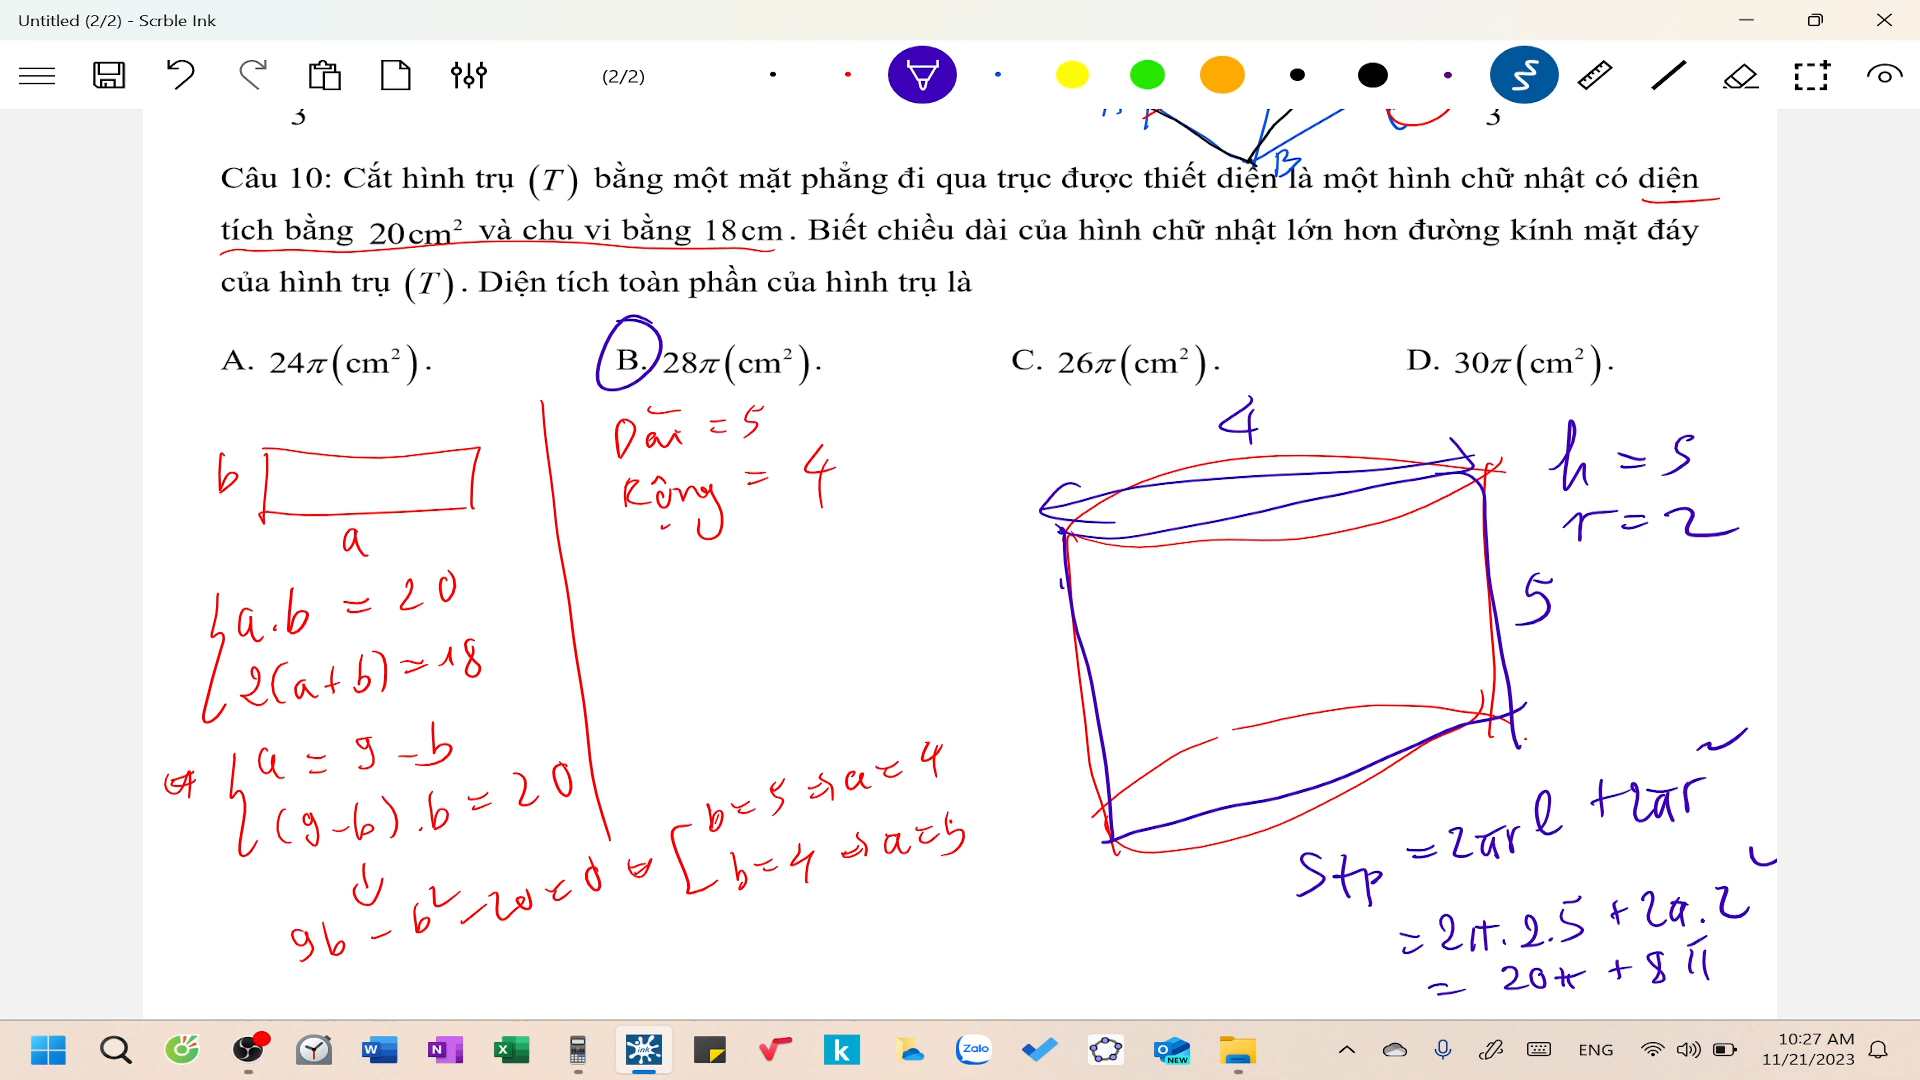 Untitled (2/2) - Scrble Ink
(2/2)
3
3
B
Câu 10: Cắt hình trụ (T) bằng một mặt phẳng đi qua trục được thiết diện là một hình chữ nhật có diện
tích bằng 20cm² và chu vi bằng 18cm. Biết chiều dài của hình chữ nhật lớn hơn đường kính mặt đáy
của hình trụ (T). Diện tích toàn phần của hình trụ là
A. 24π(cm²).
B. 28π(cm²).
C. 26π(cm²).
D. 30π(cm²).
b
a
a.b = 20
2(a+b) = 18
a = 9 - b
(9-b).b = 20
9b - b² - 20 = 0
b = 5 ⇒ a = 4
b = 4 ⇒ a = 5
Dài = 5
Rộng = 4
4
5
h = 5
r = 2
Stp = 2πrl + 2πr²
= 2π.2.5 + 2π.2²
= 20π + 8π
Zalo
NEW
ENG
10:27 AM
11/21/2023